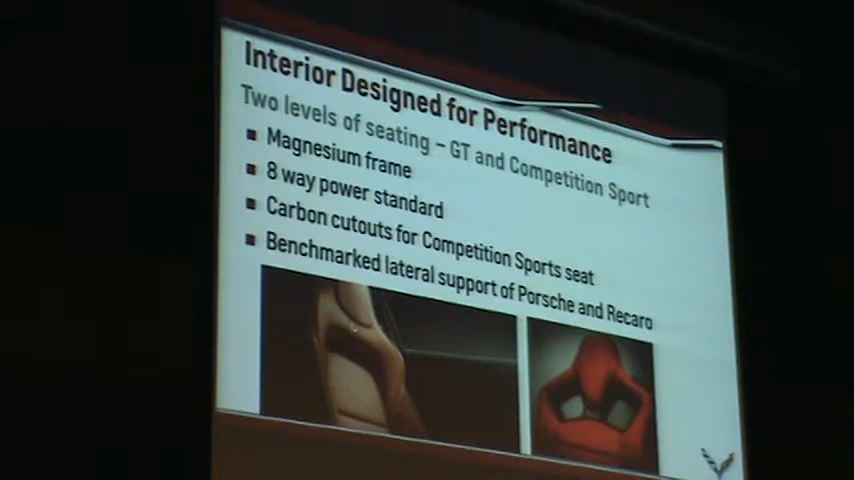 Interior Designed for Performance
Two levels of seating – GT and Competition Sport
Magnesium frame
8 way power standard
Carbon cutouts for Competition Sports seat
Benchmarked lateral support of Porsche and Recaro